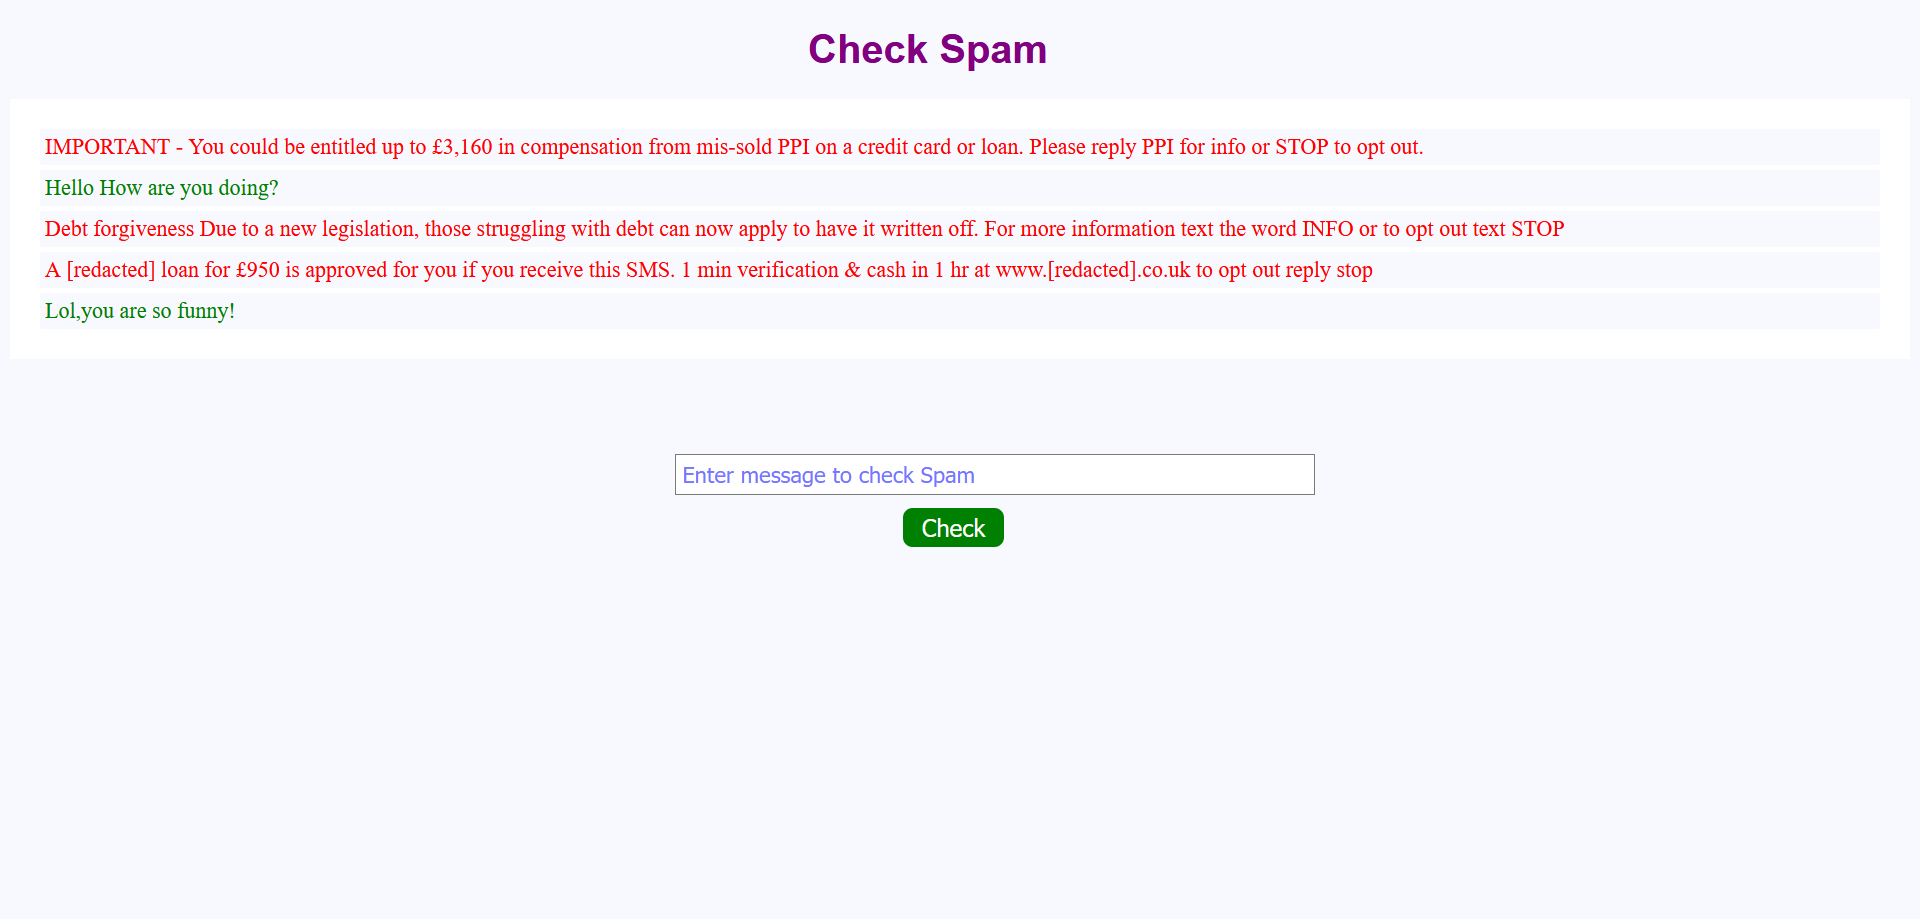 Check Spam
IMPORTANT - You could be entitled up to £3,160 in compensation from mis-sold PPI on a credit card or loan. Please reply PPI for info or STOP to opt out.
Hello How are you doing?
Debt forgiveness Due to a new legislation, those struggling with debt can now apply to have it written off. For more information text the word INFO or to opt out text STOP
A [redacted] loan for £950 is approved for you if you receive this SMS. 1 min verification & cash in 1 hr at www.[redacted].co.uk to opt out reply stop
Lol,you are so funny!
Enter message to check Spam
Check